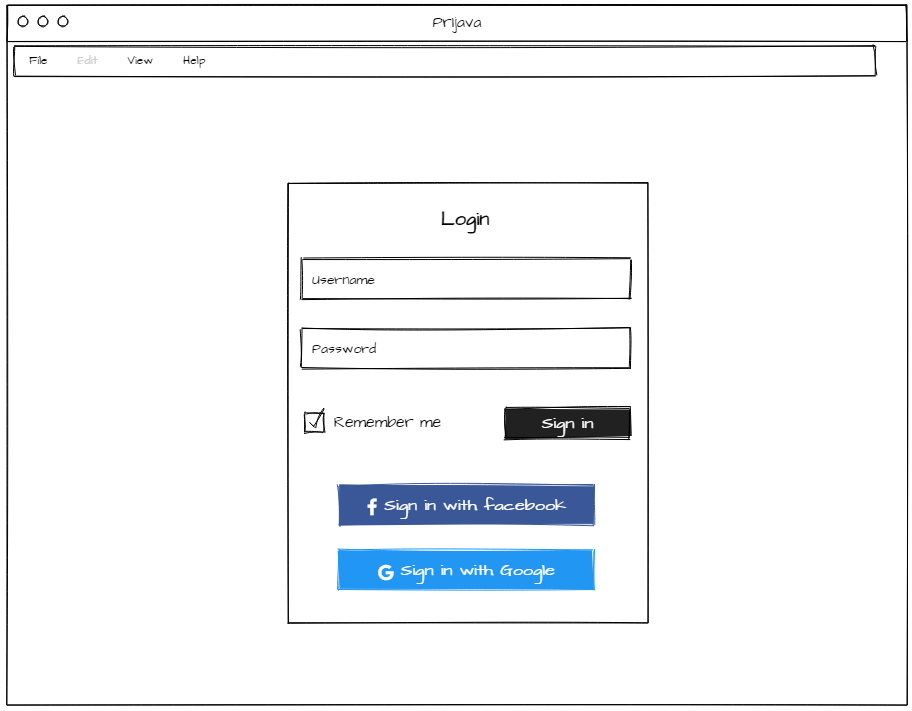 Prljava
File Edit View Help
Login
Username
Password
Remember me
Sign in
Sign in with facebook
Sign in with Google